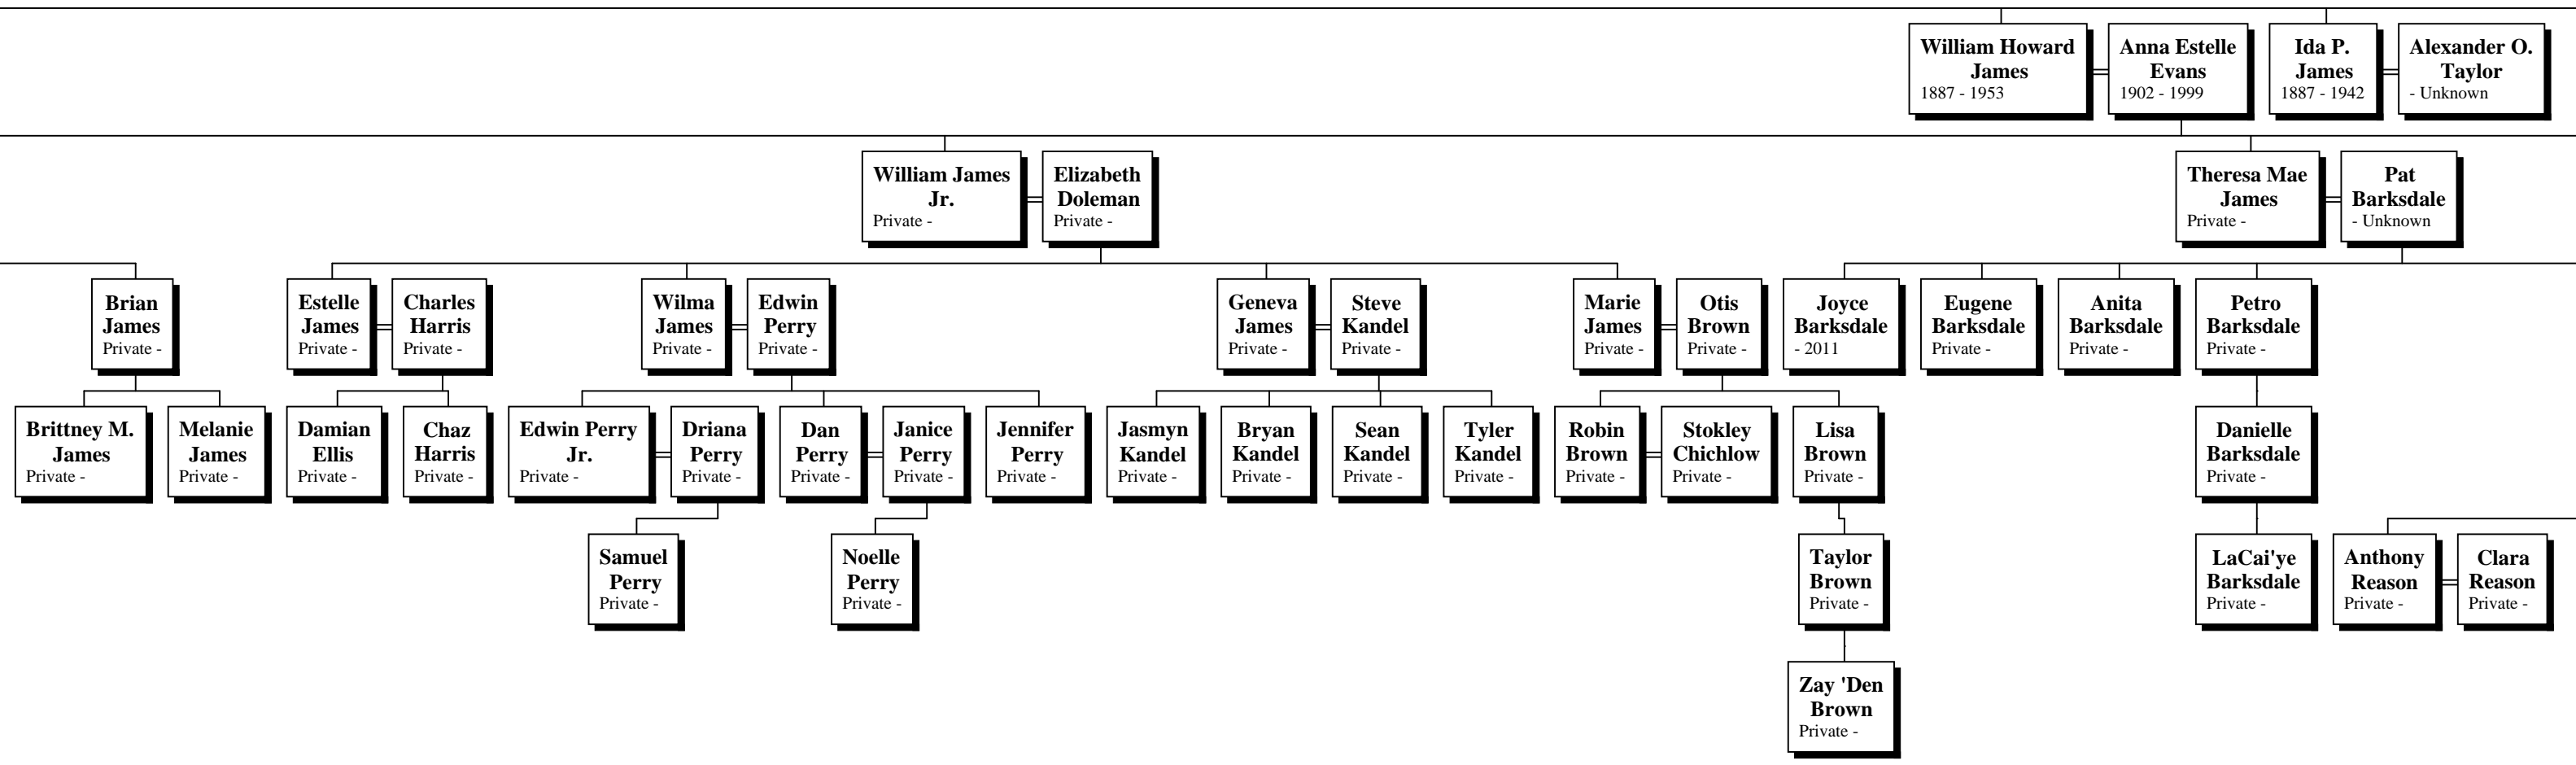 William Howard
James
1887 - 1953
Anna Estelle
Evans
1902 - 1999
Ida P.
James
1887 - 1942
Alexander O.
Taylor
- Unknown
William James
Jr.
Private -
Elizabeth
Doleman
Private -
Theresa Mae
James
Private -
Pat
Barksdale
- Unknown
Brian
James
Private -
Estelle
James
Private -
Charles
Harris
Private -
Wilma
James
Private -
Edwin
Perry
Private -
Geneva
James
Private -
Steve
Kandel
Private -
Marie
James
Private -
Otis
Brown
Private -
Joyce
Barksdale
- 2011
Eugene
Barksdale
Private -
Anita
Barksdale
Private -
Petro
Barksdale
Private -
Brittney M.
James
Private -
Melanie
James
Private -
Damian
Ellis
Private -
Chaz
Harris
Private -
Edwin Perry
Jr.
Private -
Driana
Perry
Private -
Dan
Perry
Private -
Janice
Perry
Private -
Jennifer
Perry
Private -
Jasmyn
Kandel
Private -
Bryan
Kandel
Private -
Sean
Kandel
Private -
Tyler
Kandel
Private -
Robin
Brown
Private -
Stokley
Chichlow
Private -
Lisa
Brown
Private -
Danielle
Barksdale
Private -
Samuel
Perry
Private -
Noelle
Perry
Private -
Taylor
Brown
Private -
LaCai'ye
Barksdale
Private -
Anthony
Reason
Private -
Clara
Reason
Private -
Zay 'Den
Brown
Private -